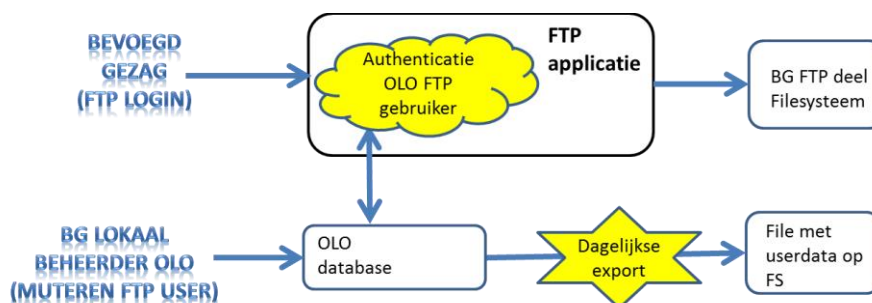 BEVOEGD
GEZAG
(FTP LOGIN)
Authenticatie
OLO FTP
gebruiker
FTP
applicatie
BG FTP deel
Filesysteem
BG LOKAAL
BEHEERDER OLO
(MUTEREN FTP USER)
OLO
database
Dagelijkse
export
File met
userdata op
FS